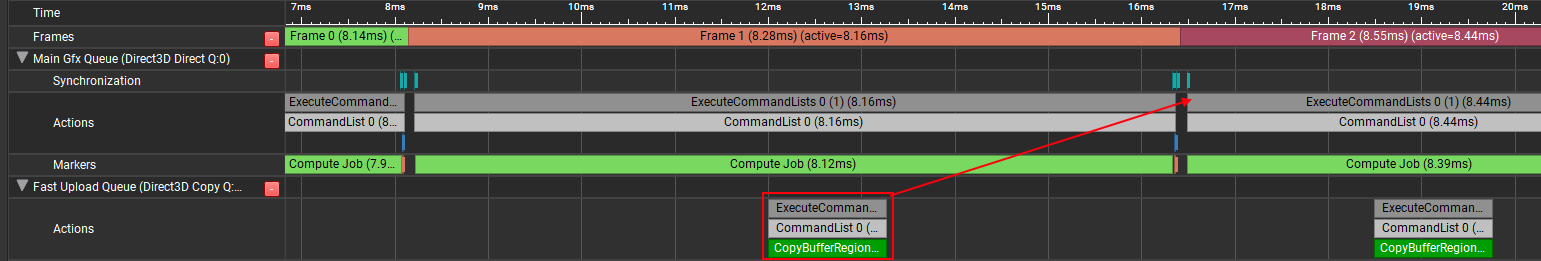 Time 7ms 8ms 9ms 10ms 11ms 12ms 13ms 14ms 15ms 16ms 17ms 18ms 19ms 20ms
Frames - Frame 0 (8.14ms) (... Frame 1 (8.28ms) (active=8.16ms) Frame 2 (8.55ms) (active=8.44ms)
Main Gfx Queue (Direct3D Direct Q:0) -
Synchronization
ExecuteCommand... ExecuteCommandLists 0 (1) (8.16ms) ExecuteCommandLists 0 (1) (8.44ms)
Actions CommandList 0 (8... CommandList 0 (8.16ms) CommandList 0 (8.44ms)
Markers Compute Job (7.9... Compute Job (8.12ms) Compute Job (8.39ms)
Fast Upload Queue (Direct3D Copy Q:... -
ExecuteComman... ExecuteComman...
Actions CommandList 0 (... CommandList 0 (...
CopyBufferRegion... CopyBufferRegion...